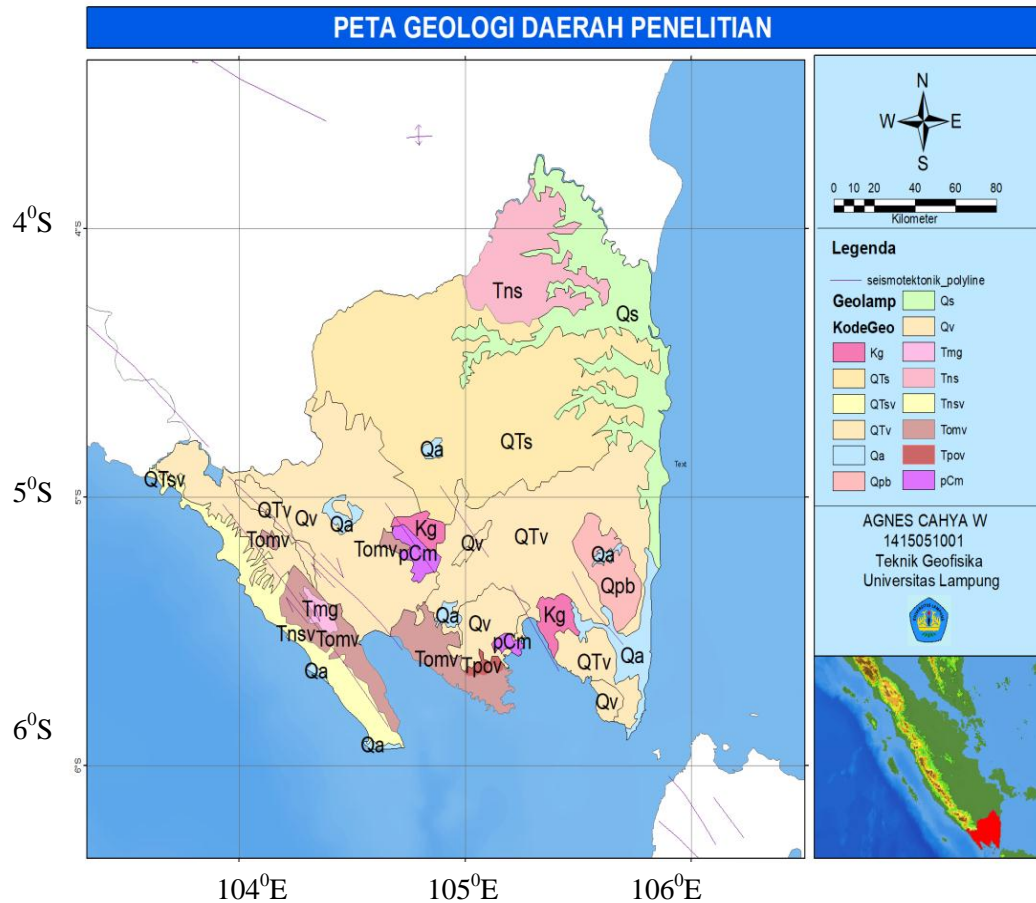 PETA GEOLOGI DAERAH PENELITIAN
N
W E
S
0 10 20 40 60 80
Kilometer
Legenda
seismotektonik_polyline
Geolamp
KodeGeo
Kg
QTs
QTsv
QTv
Qa
Qpb
Qs
Qv
Tmg
Tns
Tnsv
Tomv
Tpov
pCm
AGNES CAHYA W
1415051001
Teknik Geofisika
Universitas Lampung
4⁰S
4°S
Tns
Qs
QTs
Qa
Text
5⁰S
5°S
QTsv
QTv
Qv
Qa
Tomv
Kg
Tomv
pCm
Qv
QTv
Qa
Qpb
Tmg
Tnsv
Tomv
Qa
Qa
Qv
Kg
pCm
Tomv
Tpov
QTv
Qa
Qv
Qa
6⁰S
6°S
104⁰E
105⁰E
106⁰E